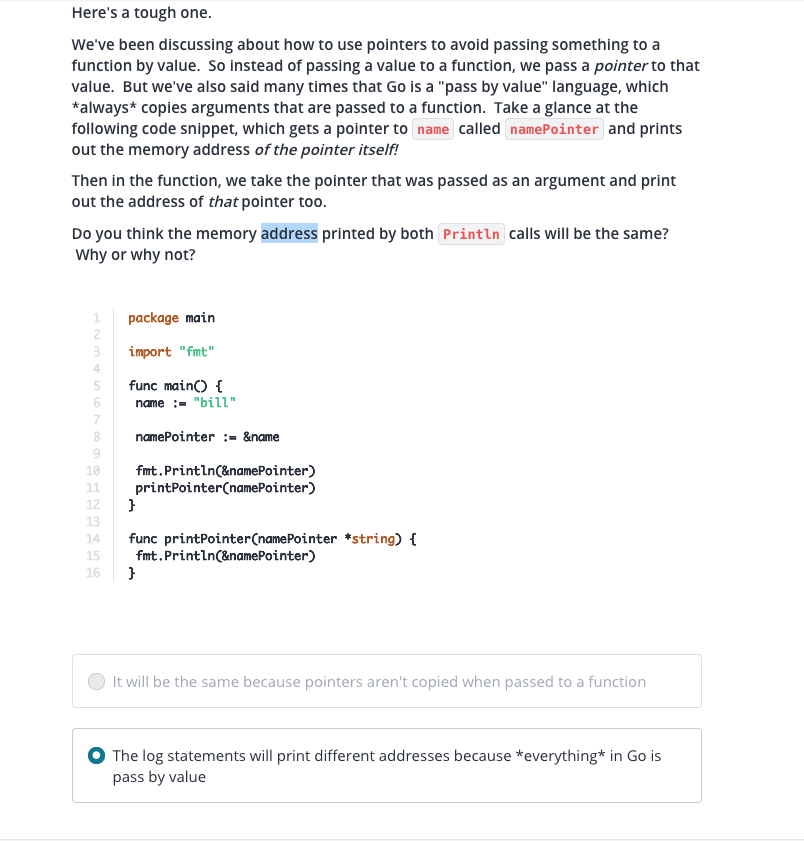 Here's a tough one.
We've been discussing about how to use pointers to avoid passing something to a
function by value.  So instead of passing a value to a function, we pass a pointer to that
value.  But we've also said many times that Go is a "pass by value" language, which
*always* copies arguments that are passed to a function.  Take a glance at the
following code snippet, which gets a pointer to name called namePointer and prints
out the memory address of the pointer itself!
Then in the function, we take the pointer that was passed as an argument and print
out the address of that pointer too.
Do you think the memory address printed by both Println calls will be the same?
Why or why not?
1 package main
2
3 import "fmt"
4
5 func main() {
6  name := "bill"
7
8  namePointer := &name
9
10  fmt.Println(&namePointer)
11  printPointer(namePointer)
12 }
13
14 func printPointer(namePointer *string) {
15  fmt.Println(&namePointer)
16 }
It will be the same because pointers aren't copied when passed to a function
The log statements will print different addresses because *everything* in Go is
pass by value